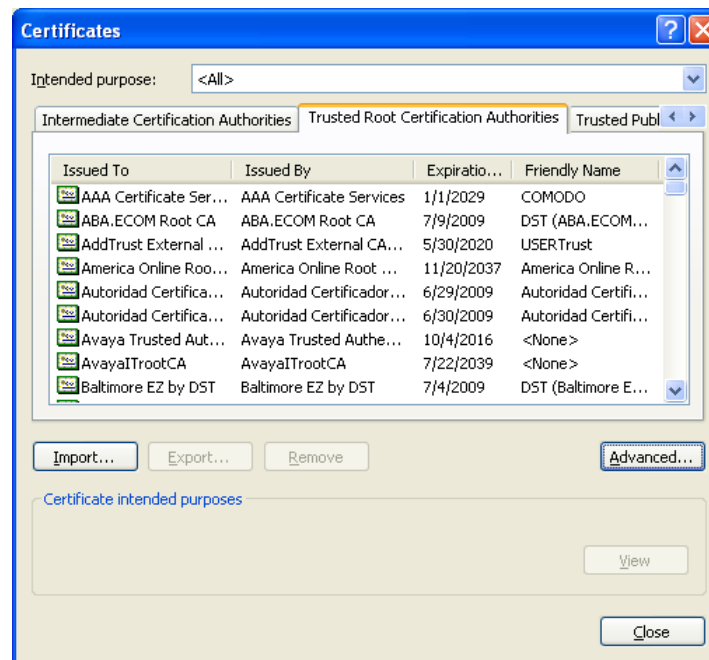 Certificates
Intended purpose: <All>
Intermediate Certification Authorities Trusted Root Certification Authorities Trusted Publ
Issued To Issued By Expiratio... Friendly Name
AAA Certificate Ser... AAA Certificate Services 1/1/2029 COMODO
ABA.ECOM Root CA ABA.ECOM Root CA 7/9/2009 DST (ABA.ECOM...
AddTrust External ... AddTrust External CA... 5/30/2020 USERTrust
America Online Roo... America Online Root ... 11/20/2037 America Online R...
Autoridad Certifica... Autoridad Certificador... 6/29/2009 Autoridad Certifi...
Autoridad Certifica... Autoridad Certificador... 6/30/2009 Autoridad Certifi...
Avaya Trusted Aut... Avaya Trusted Authe... 10/4/2016 <None>
AvayaITrootCA AvayaITrootCA 7/22/2039 <None>
Baltimore EZ by DST Baltimore EZ by DST 7/4/2009 DST (Baltimore E...
Import... Export... Remove Advanced...
Certificate intended purposes
View
Close